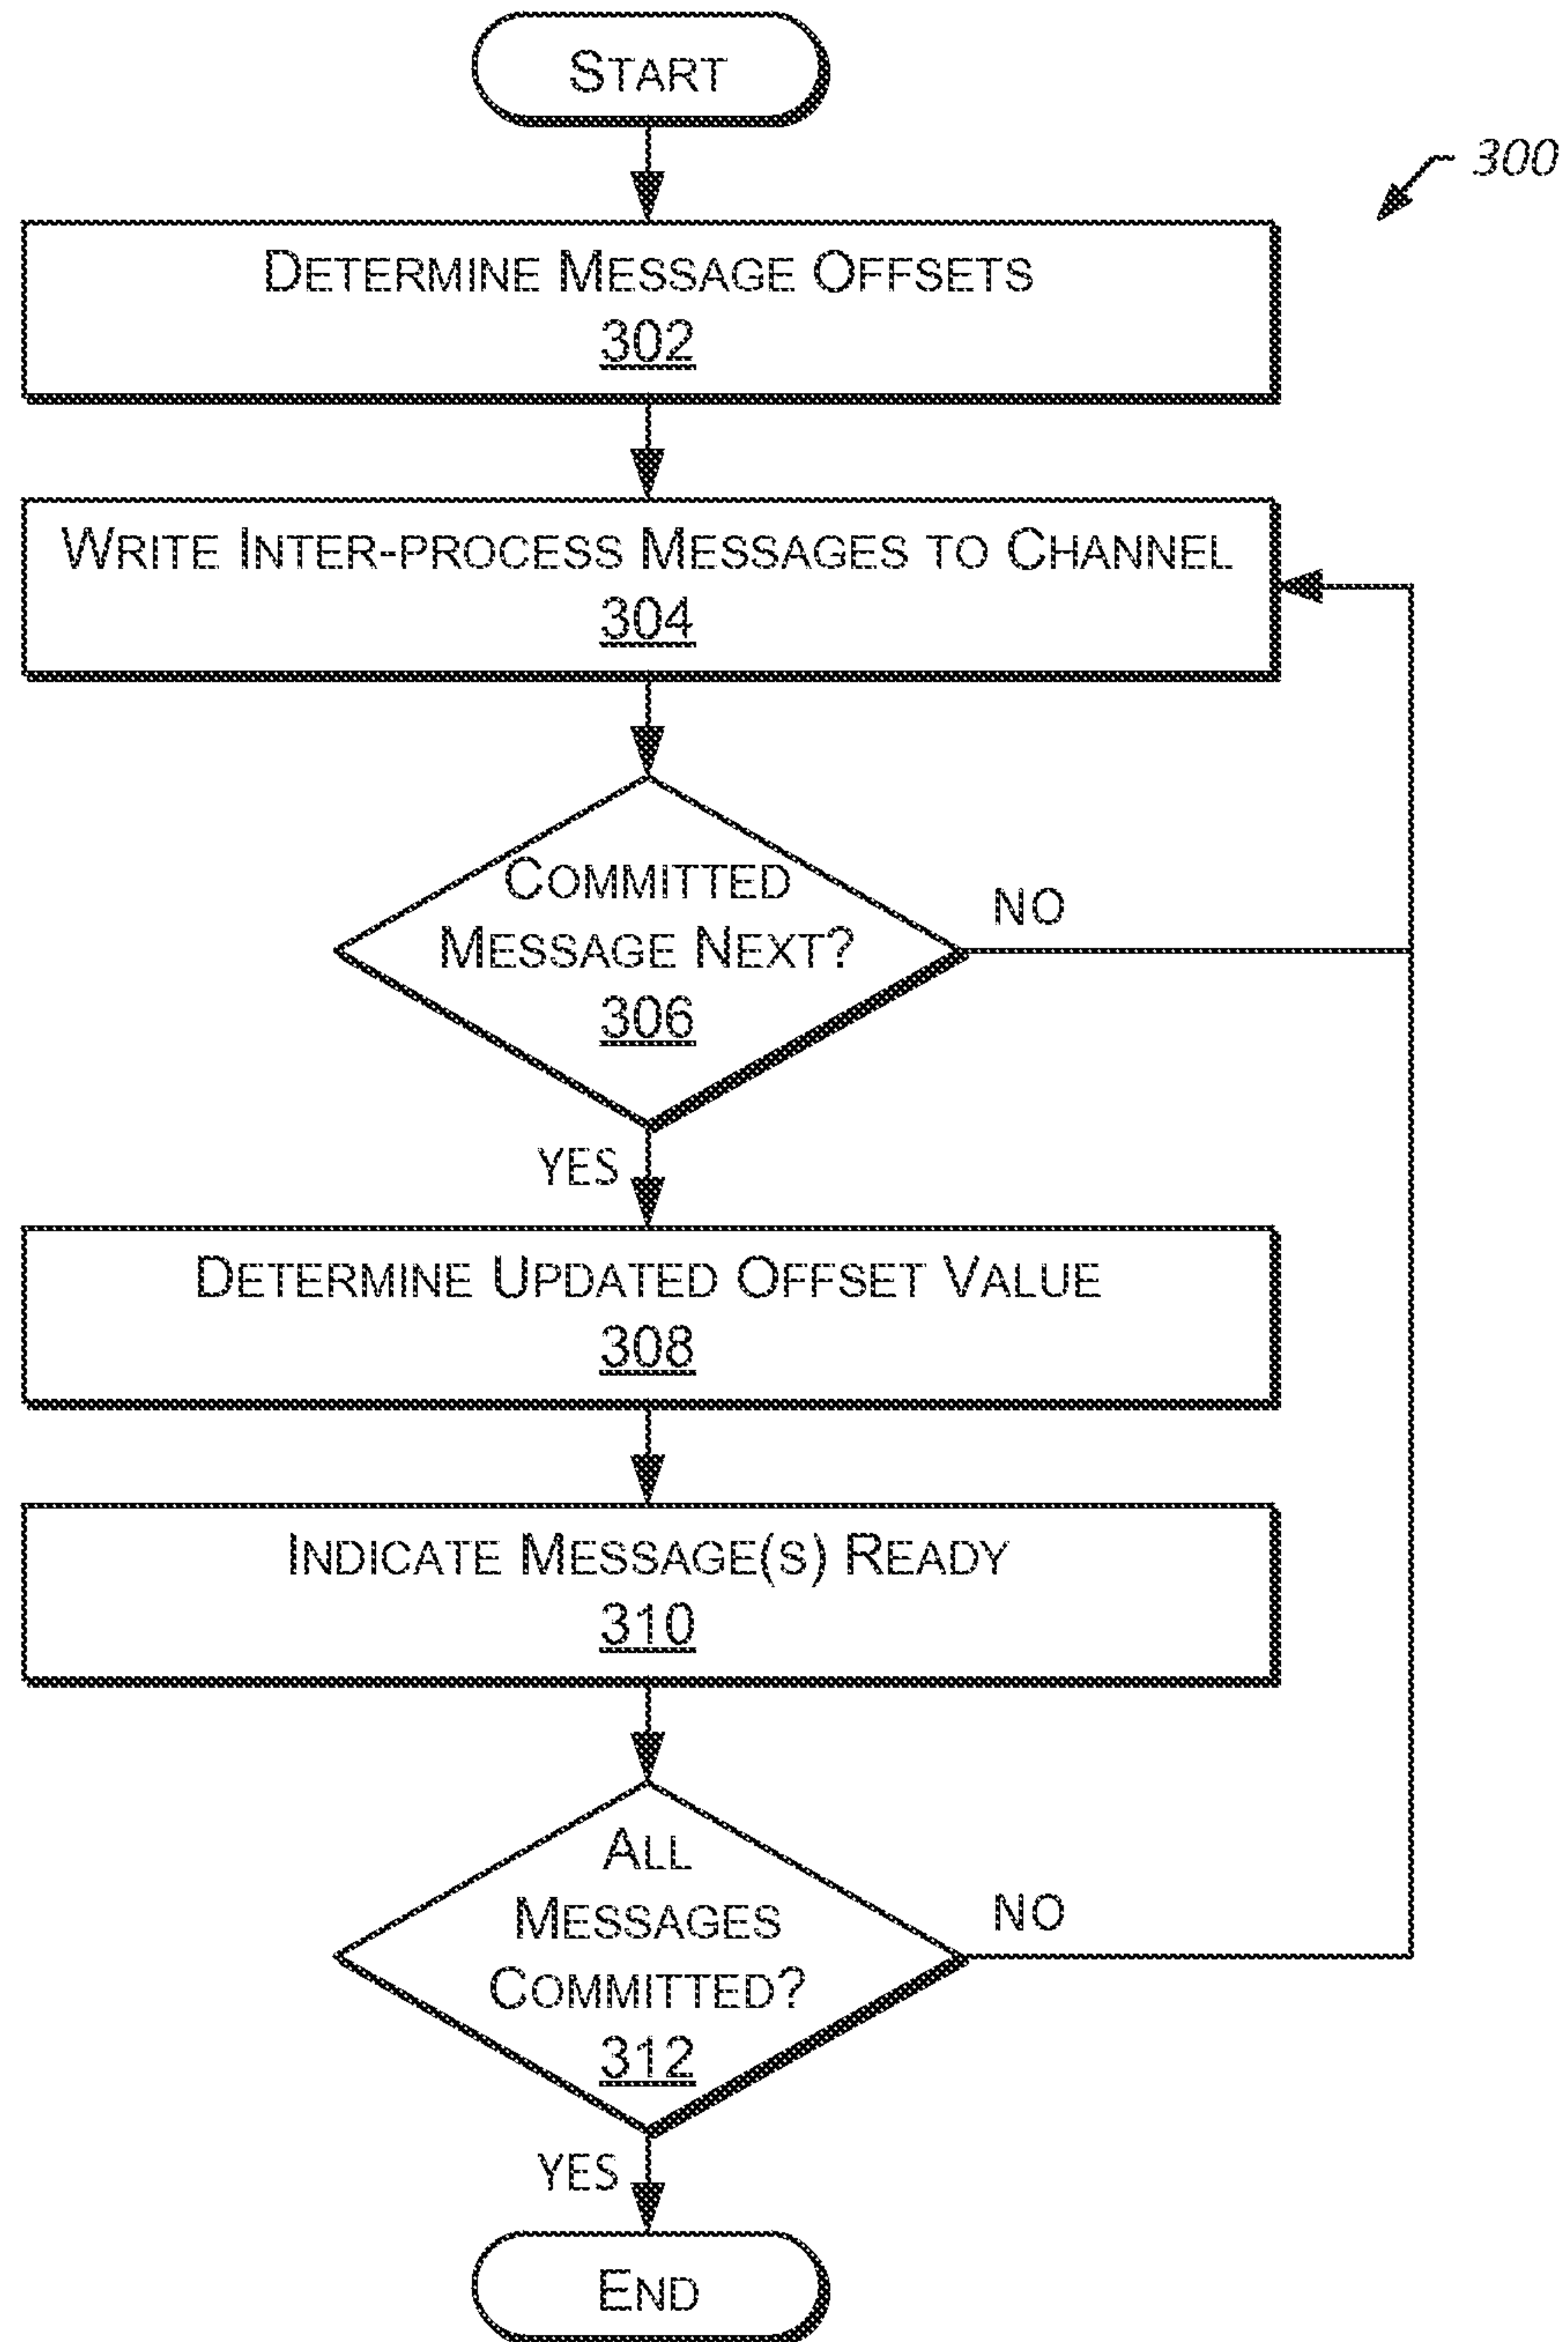 START
300
DETERMINE MESSAGE OFFSETS
302
WRITE INTER-PROCESS MESSAGES TO CHANNEL
304
COMMITTED
MESSAGE NEXT?
306
NO
YES
DETERMINE UPDATED OFFSET VALUE
308
INDICATE MESSAGE(S) READY
310
ALL
MESSAGES
COMMITTED?
312
NO
YES
END